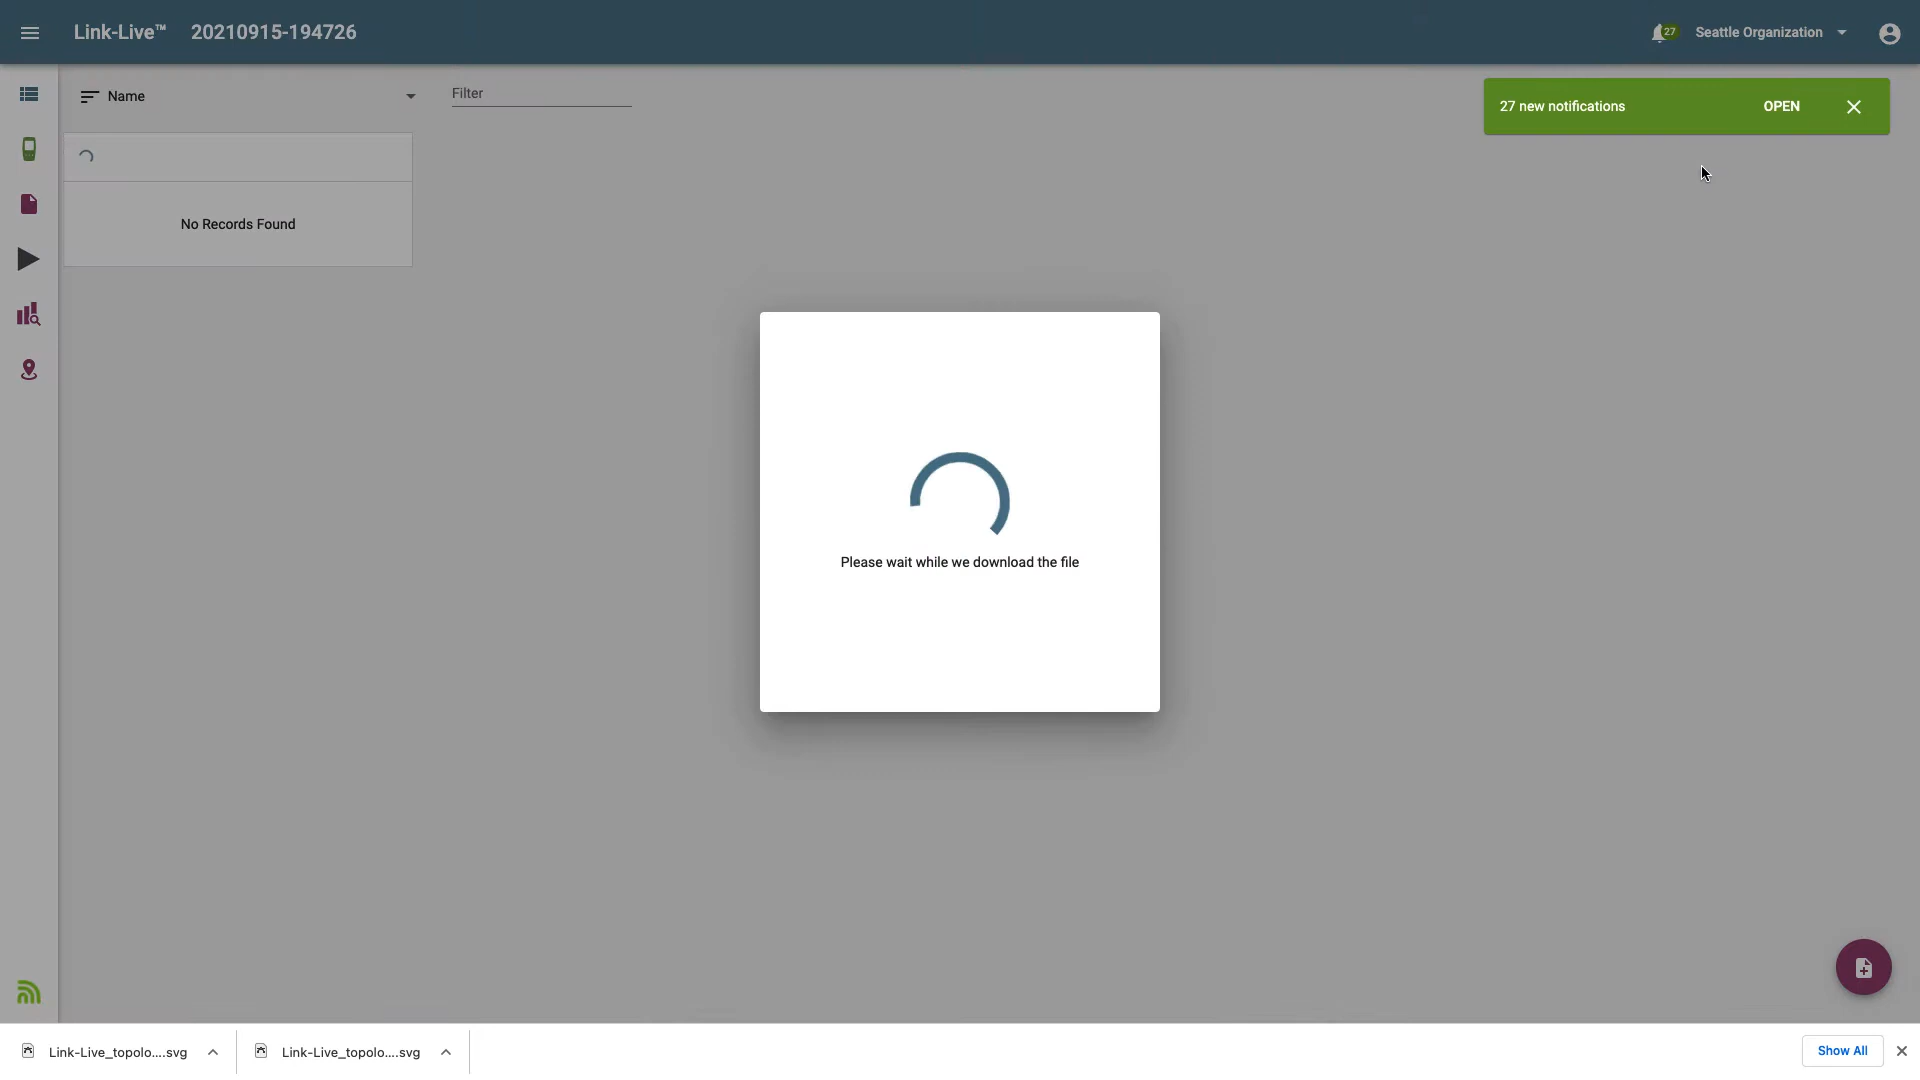 Link-Live™ 20210915-194726
27
Seattle Organization
Name
Filter
27 new notifications
OPEN
No Records Found
Please wait while we download the file
Link-Live_topolo....svg
Link-Live_topolo....svg
Show All